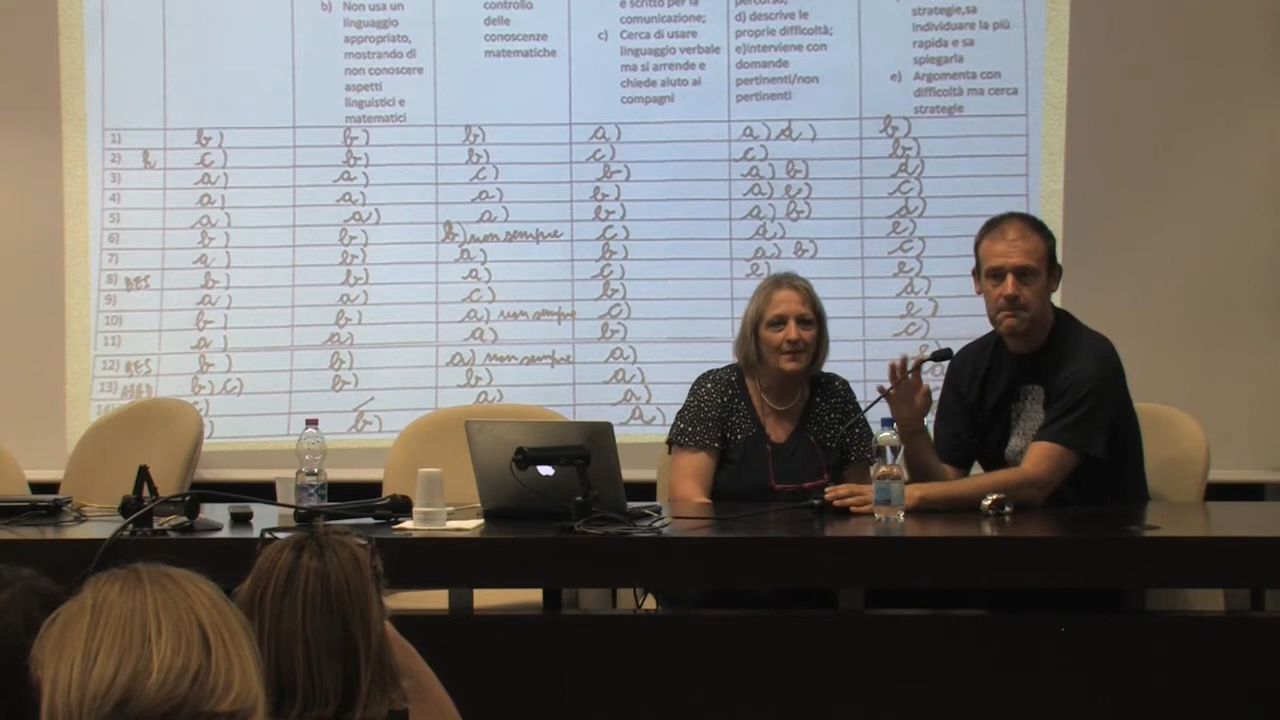 b) Non usa un
linguaggio
appropriato,
mostrando di
non conoscere
aspetti
linguistici e
matematici
controllo
delle
conoscenze
matematiche
e scritto per la
comunicazione;
c) Cerca di usare
linguaggio verbale
ma si arrende e
chiede aiuto ai
compagni
percorso;
d) descrive le
proprie difficoltà;
e)interviene con
domande
pertinenti/non
pertinenti
strategie,sa
individuare la più
rapida e sa
spiegarla
e) Argomenta con
difficoltà ma cerca
strategie
1) b) b) b) a) a) d) b)
2) h c) b) b) c) c) b)
3) a) a) c) b) a) b) d)
4) a) a) a) b) a) e) c)
5) a) a) a) b) a) b) d)
6) b) b) b) non sempre c) d) e)
7) a) b) a) b) a) b) c)
8) BES b) b) a) c) e) e)
9) a) a) c) b) d)
10) b) b) a) non sempre c) e)
11) a) a) a) b) c)
12) BES b) b) a) non sempre a)
13) b) c) b) b) a)
a) a)
b) A)